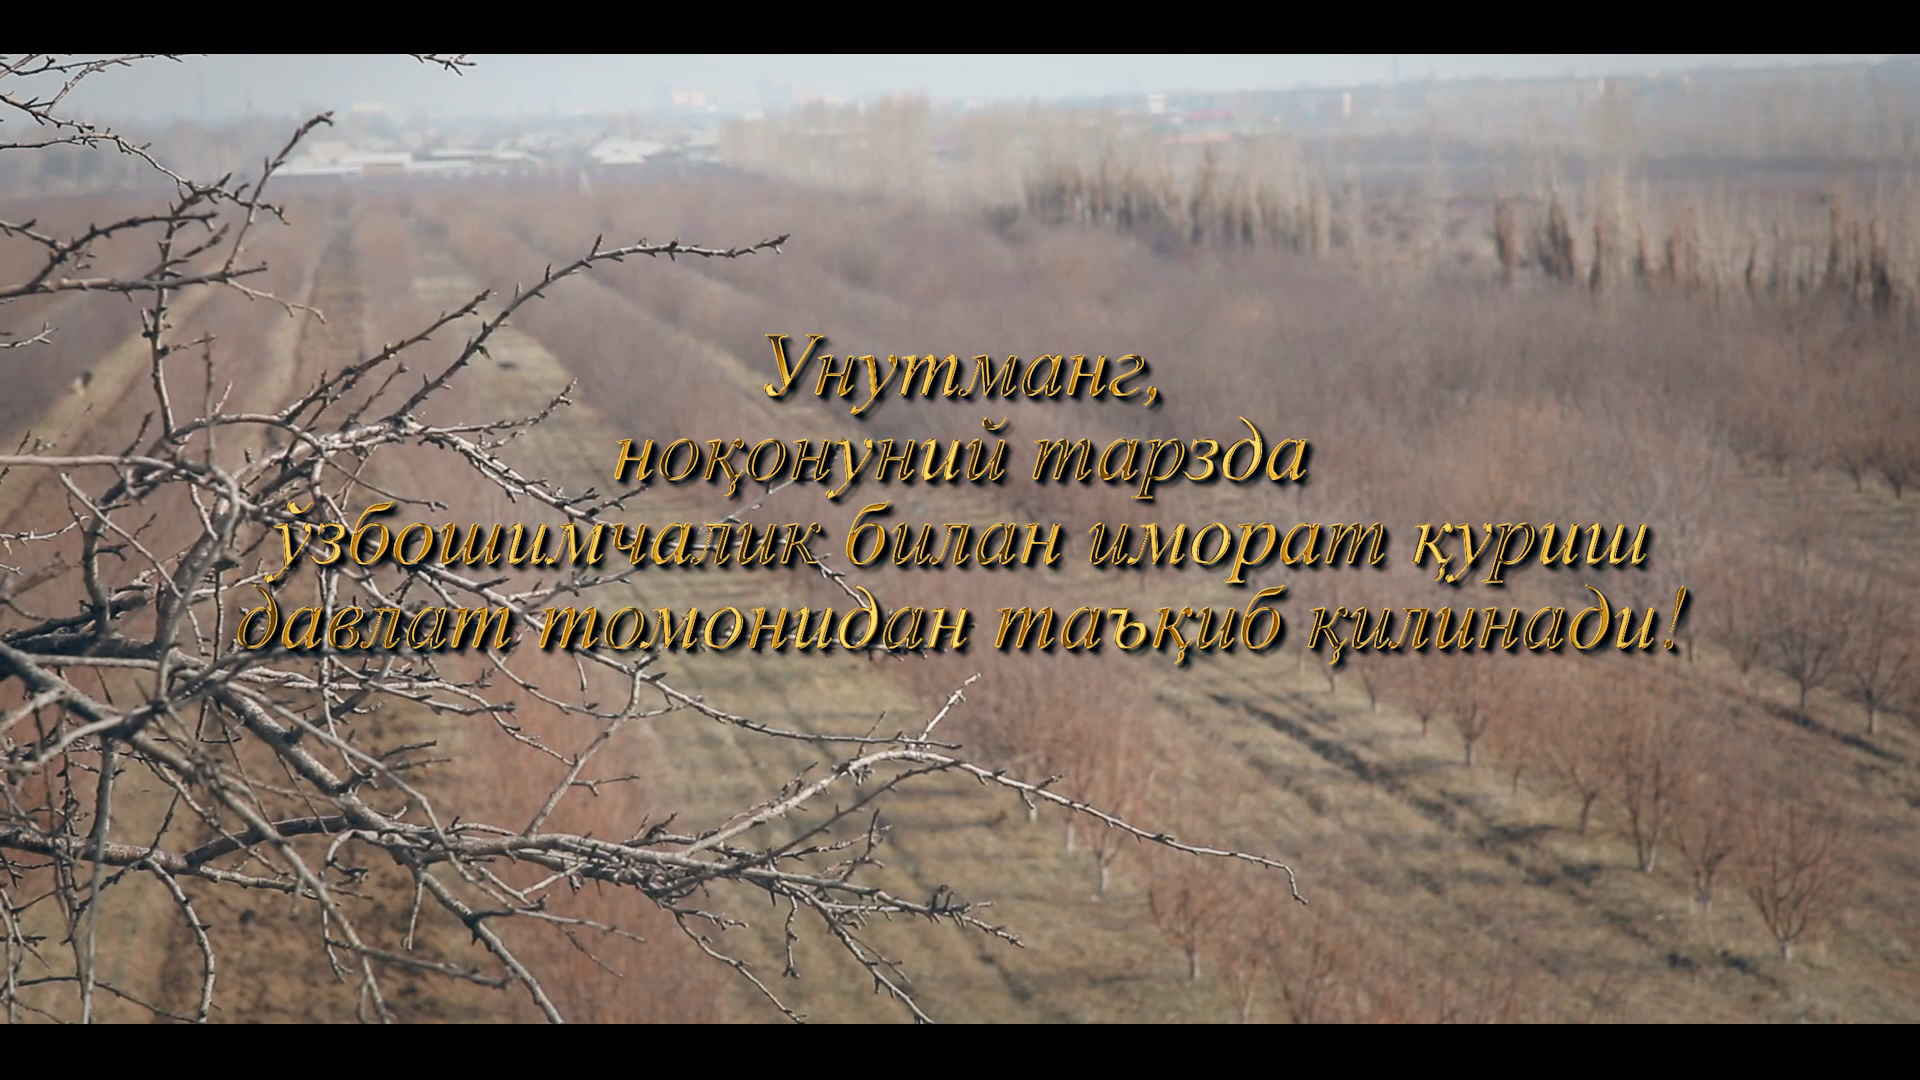 Унутманг,
ноқонуний тарзда
ўзбошимчалик билан иморат қуриш
давлат томонидан таъқиб қилинади!